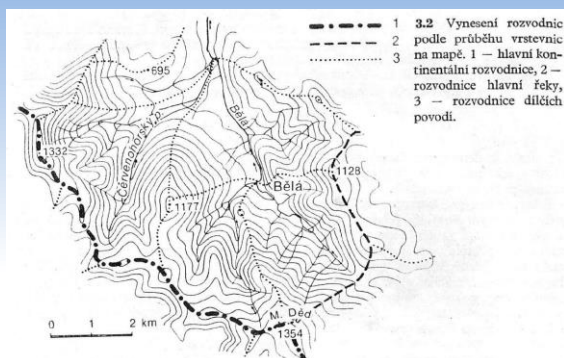 1
2
3
3.2 Vynesení rozvodnic
podle průběhu vrstevnic
na mapě. 1 — hlavní kon-
tinentální rozvodnice, 2 —
rozvodnice hlavní řeky,
3 — rozvodnice dílčích
povodí.
695
Bělá
Červenohorský p.
1332
1128
Bělá
1177
M. Děd
1354
0 1 2 km